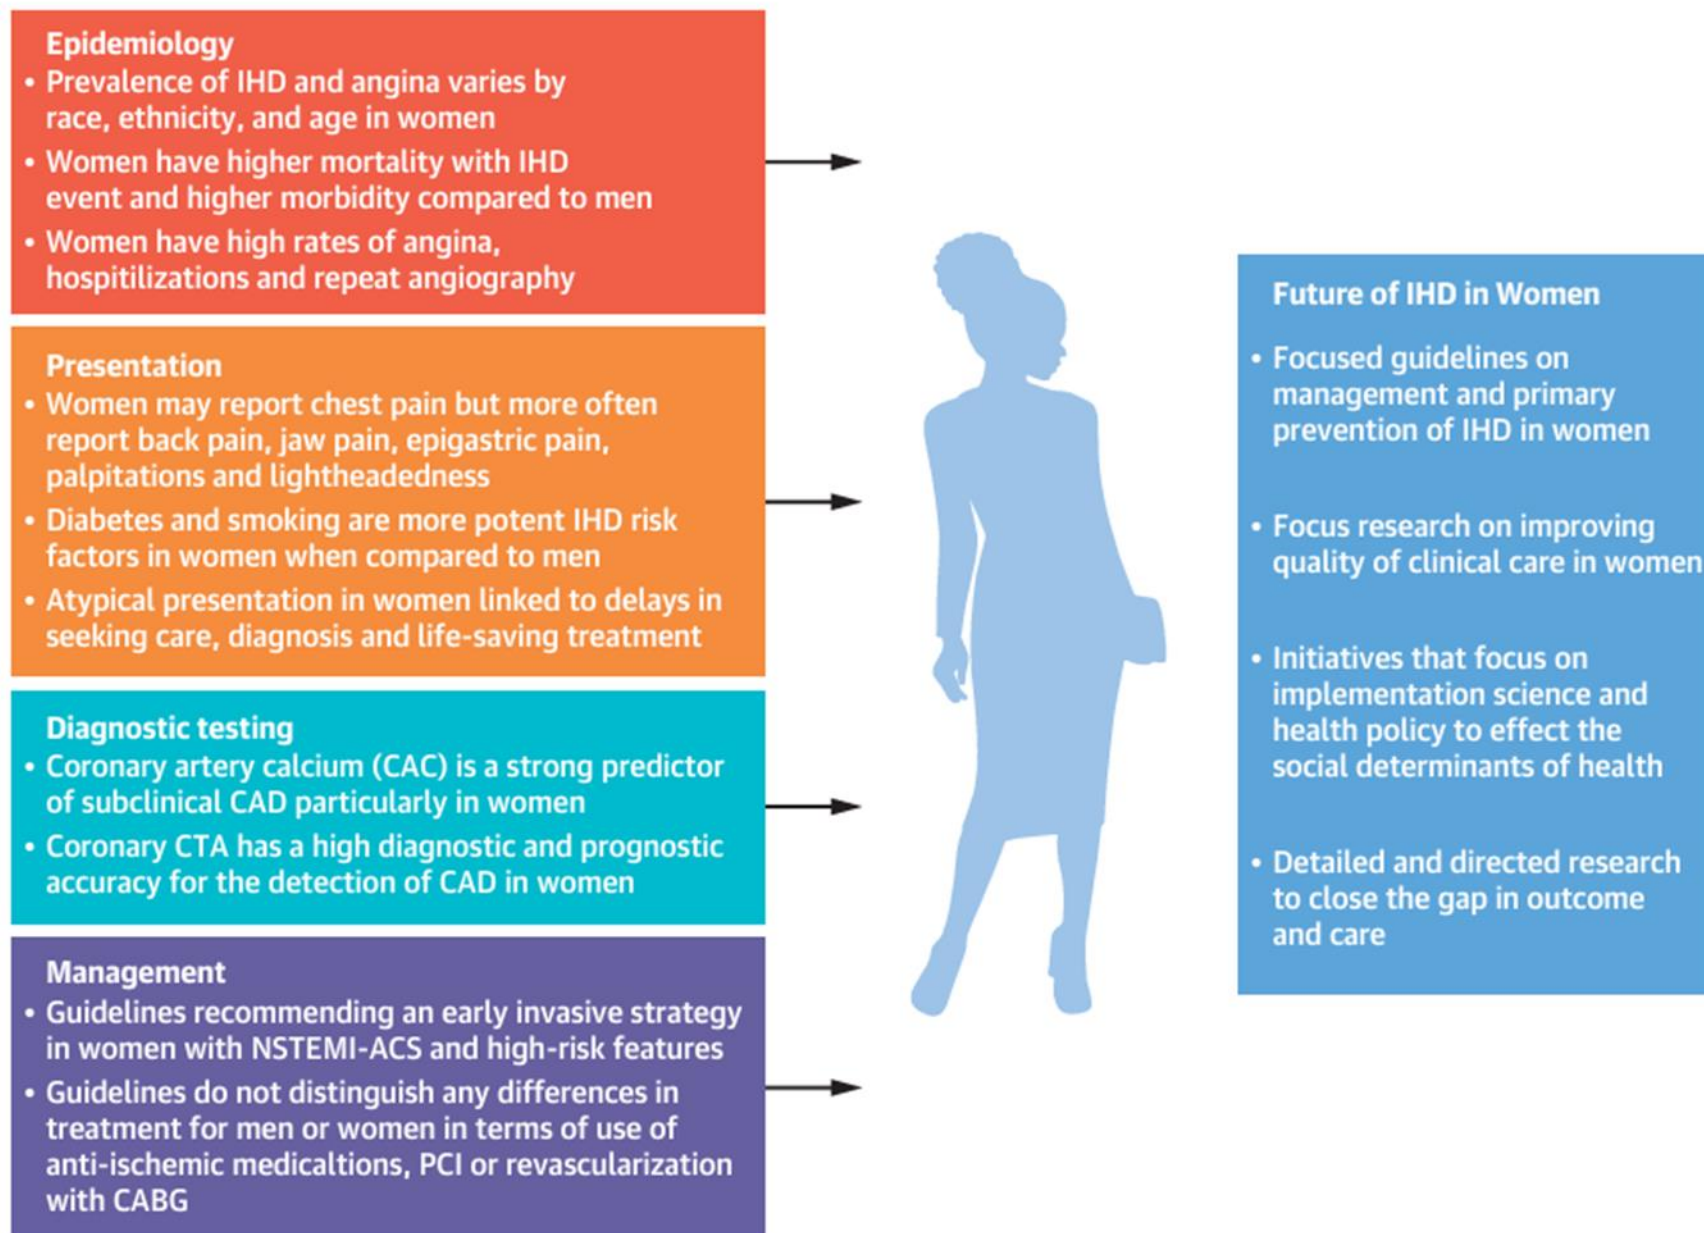 Epidemiology
• Prevalence of IHD and angina varies by
race, ethnicity, and age in women
• Women have higher mortality with IHD
event and higher morbidity compared to men
• Women have high rates of angina,
hospitilizations and repeat angiography
Presentation
• Women may report chest pain but more often
report back pain, jaw pain, epigastric pain,
palpitations and lightheadedness
• Diabetes and smoking are more potent IHD risk
factors in women when compared to men
• Atypical presentation in women linked to delays in
seeking care, diagnosis and life-saving treatment
Diagnostic testing
• Coronary artery calcium (CAC) is a strong predictor
of subclinical CAD particularly in women
• Coronary CTA has a high diagnostic and prognostic
accuracy for the detection of CAD in women
Management
• Guidelines recommending an early invasive strategy
in women with NSTEMI-ACS and high-risk features
• Guidelines do not distinguish any differences in
treatment for men or women in terms of use of
anti-ischemic medicaltions, PCI or revascularization
with CABG
Future of IHD in Women
• Focused guidelines on
management and primary
prevention of IHD in women
• Focus research on improving
quality of clinical care in women
• Initiatives that focus on
implementation science and
health policy to effect the
social determinants of health
• Detailed and directed research
to close the gap in outcome
and care